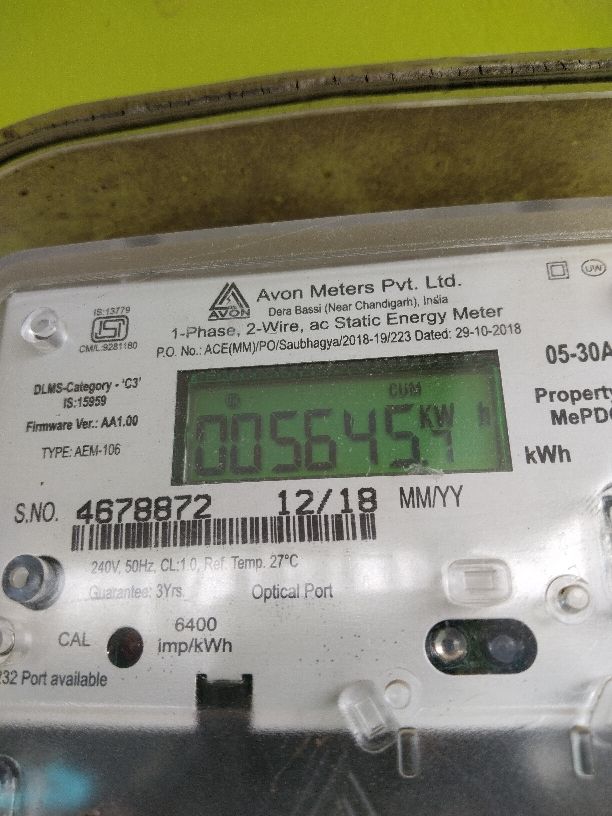 Avon Meters Pvt. Ltd.
AVON
Dera Bassi (Near Chandigarh), India
1-Phase, 2-Wire, ac Static Energy Meter
P.O. No.: ACE(MM)/PO/Saubhagya/2018-19/223 Dated: 29-10-2018
IS:13779
ISI
CM/L:9281180
UW
05-30A
DLMS-Category - 'C3'
IS:15959
Firmware Ver.: AA1.00
TYPE: AEM-106
CUM
005645.1
KW h
kWh
Property
MePDC
S.NO. 4678872 12/18 MM/YY
240V, 50Hz, CL:1.0, Ref. Temp. 27°C
Guarantee: 3Yrs. Optical Port
CAL
6400
imp/kWh
232 Port available